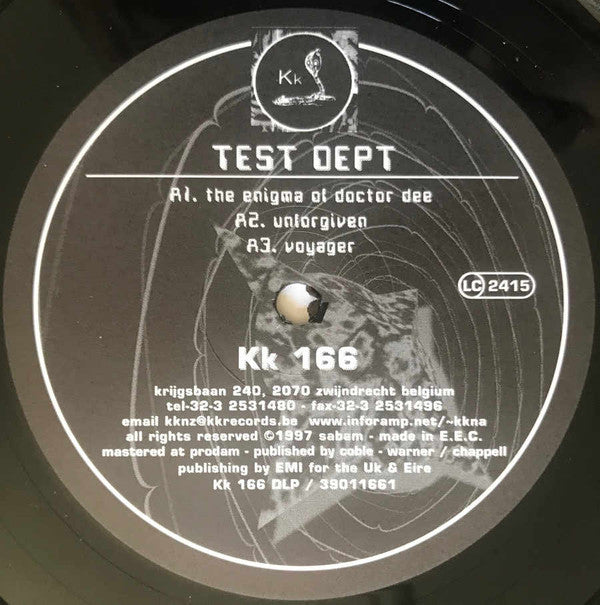 Kk
TEST DEPT
A1. the enigma of doctor dee
A2. unforgiven
A3. voyager
LC 2415
Kk 166
krijgsbaan 240, 2070 zwijndrecht belgium
tel-32-3 2531480 - fax-32-3 2531496
email kknz@kkrecords.be www.inforamp.net/~kkna
all rights reserved ©1997 sabam - made in E.E.C.
mastered at prodam - published by coble - warner / chappell
publishing by EMI for the Uk & Eire
Kk 166 DLP / 39011661